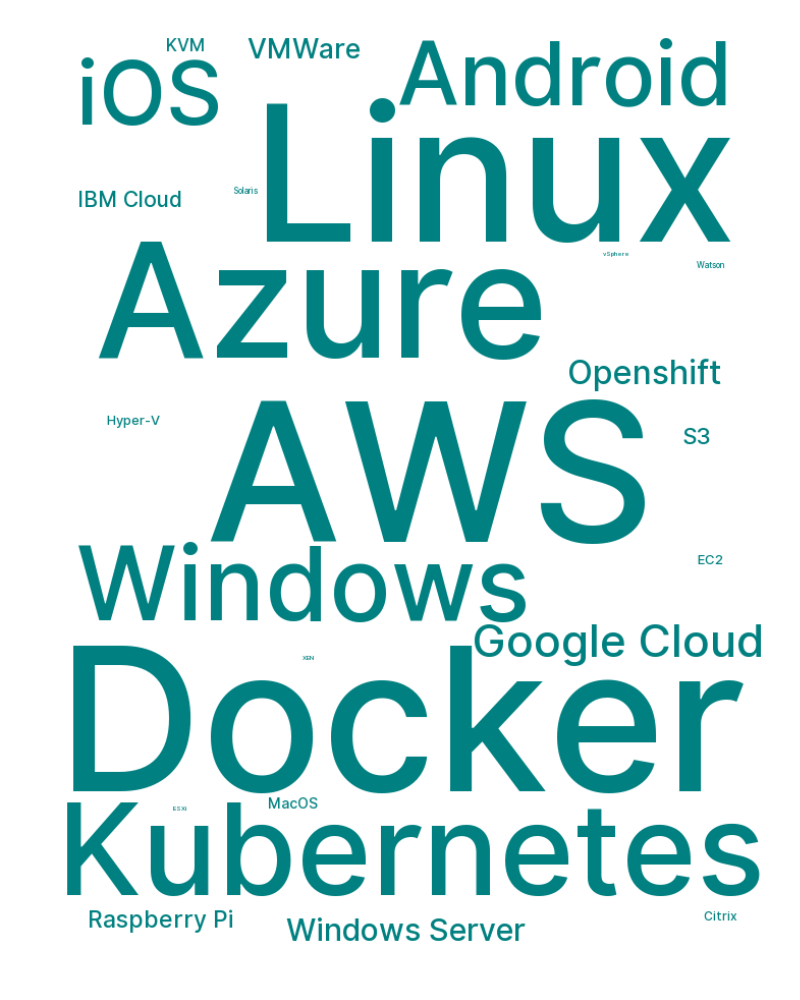 KVM
VMWare
iOS
Android
Linux
IBM Cloud
Solaris
vSphere
Watson
Azure
Openshift
Hyper-V
AWS
S3
Windows
EC2
Google Cloud
XEN
Docker
MacOS
ESXi
Kubernetes
Raspberry Pi
Windows Server
Citrix